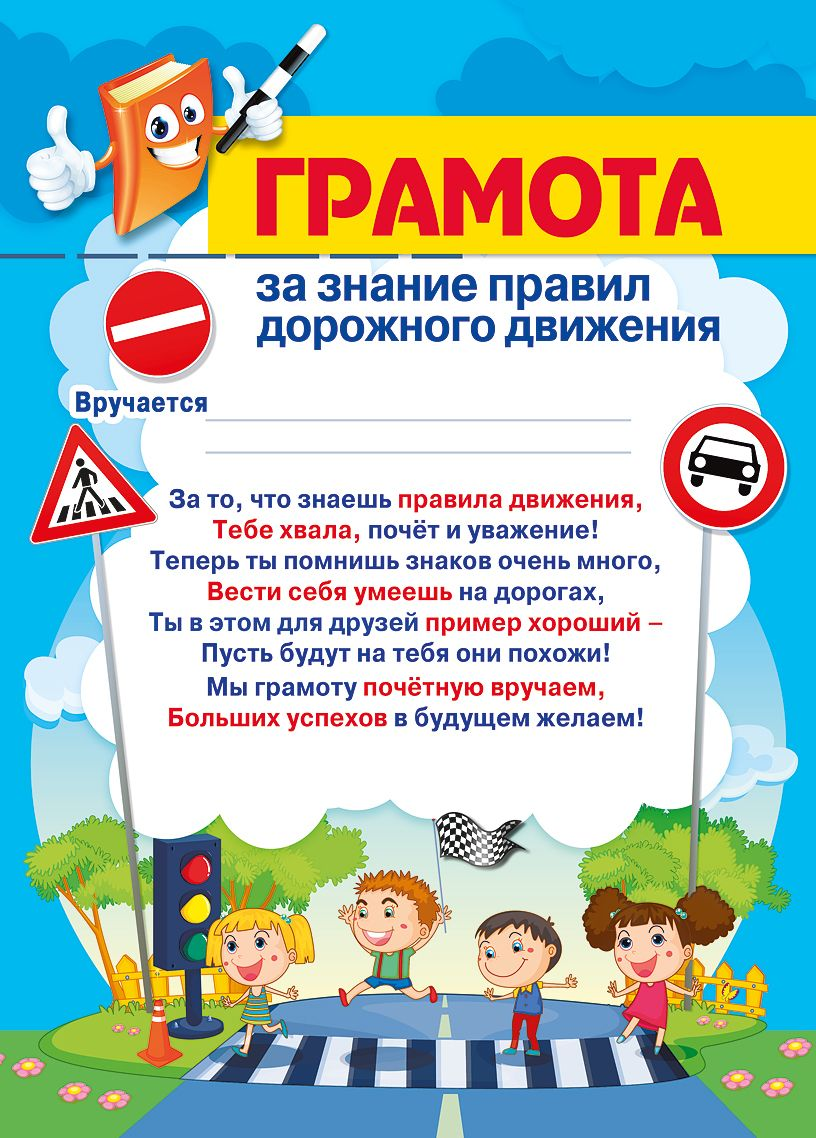 ГРАМОТА
за знание правил
дорожного движения
Вручается
За то, что знаешь правила движения,
Тебе хвала, почёт и уважение!
Теперь ты помнишь знаков очень много,
Вести себя умеешь на дорогах,
Ты в этом для друзей пример хороший –
Пусть будут на тебя они похожи!
Мы грамоту почётную вручаем,
Больших успехов в будущем желаем!